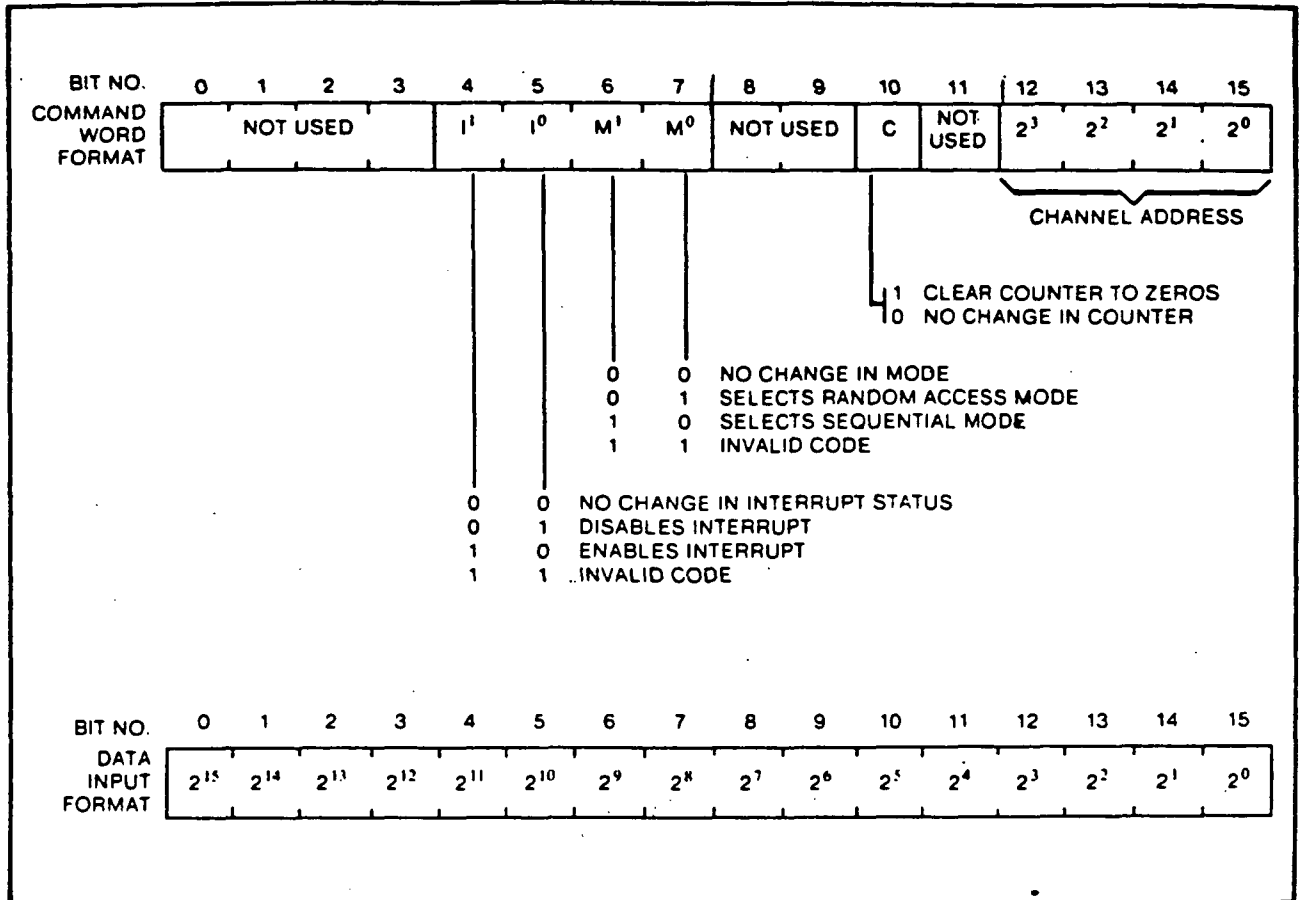 BIT NO. 0 1 2 3 4 5 6 7 8 9 10 11 12 13 14 15
COMMAND WORD FORMAT NOT USED I¹ I⁰ M¹ M⁰ NOT USED C NOT USED 2³ 2² 2¹ 2⁰
CHANNEL ADDRESS
1 CLEAR COUNTER TO ZEROS
0 NO CHANGE IN COUNTER
0 0 NO CHANGE IN MODE
0 1 SELECTS RANDOM ACCESS MODE
1 0 SELECTS SEQUENTIAL MODE
1 1 INVALID CODE
0 0 NO CHANGE IN INTERRUPT STATUS
0 1 DISABLES INTERRUPT
1 0 ENABLES INTERRUPT
1 1 INVALID CODE
BIT NO. 0 1 2 3 4 5 6 7 8 9 10 11 12 13 14 15
DATA INPUT FORMAT 2¹⁵ 2¹⁴ 2¹³ 2¹² 2¹¹ 2¹⁰ 2⁹ 2⁸ 2⁷ 2⁶ 2⁵ 2⁴ 2³ 2² 2¹ 2⁰